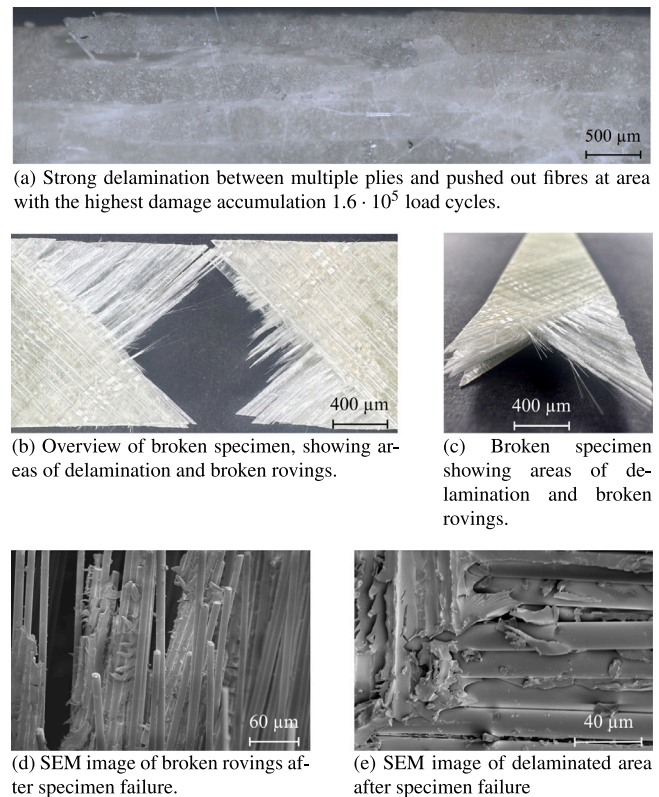 500 µm
(a) Strong delamination between multiple plies and pushed out fibres at area
with the highest damage accumulation 1.6 · 10⁵ load cycles.
400 µm
(b) Overview of broken specimen, showing ar-
eas of delamination and broken rovings.
400 µm
(c) Broken specimen
showing areas of de-
lamination and broken
rovings.
60 µm
(d) SEM image of broken rovings af-
ter specimen failure.
40 µm
(e) SEM image of delaminated area
after specimen failure